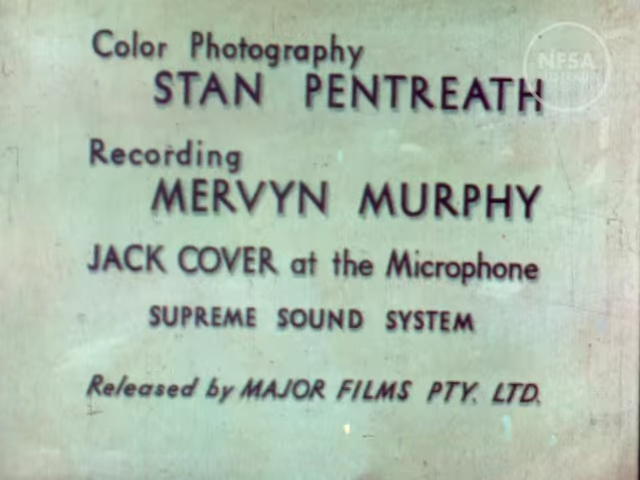 NFSA
Color Photography
STAN PENTREATH
Recording
MERVYN MURPHY
JACK COVER at the Microphone
SUPREME SOUND SYSTEM
Released by MAJOR FILMS PTY. LTD.